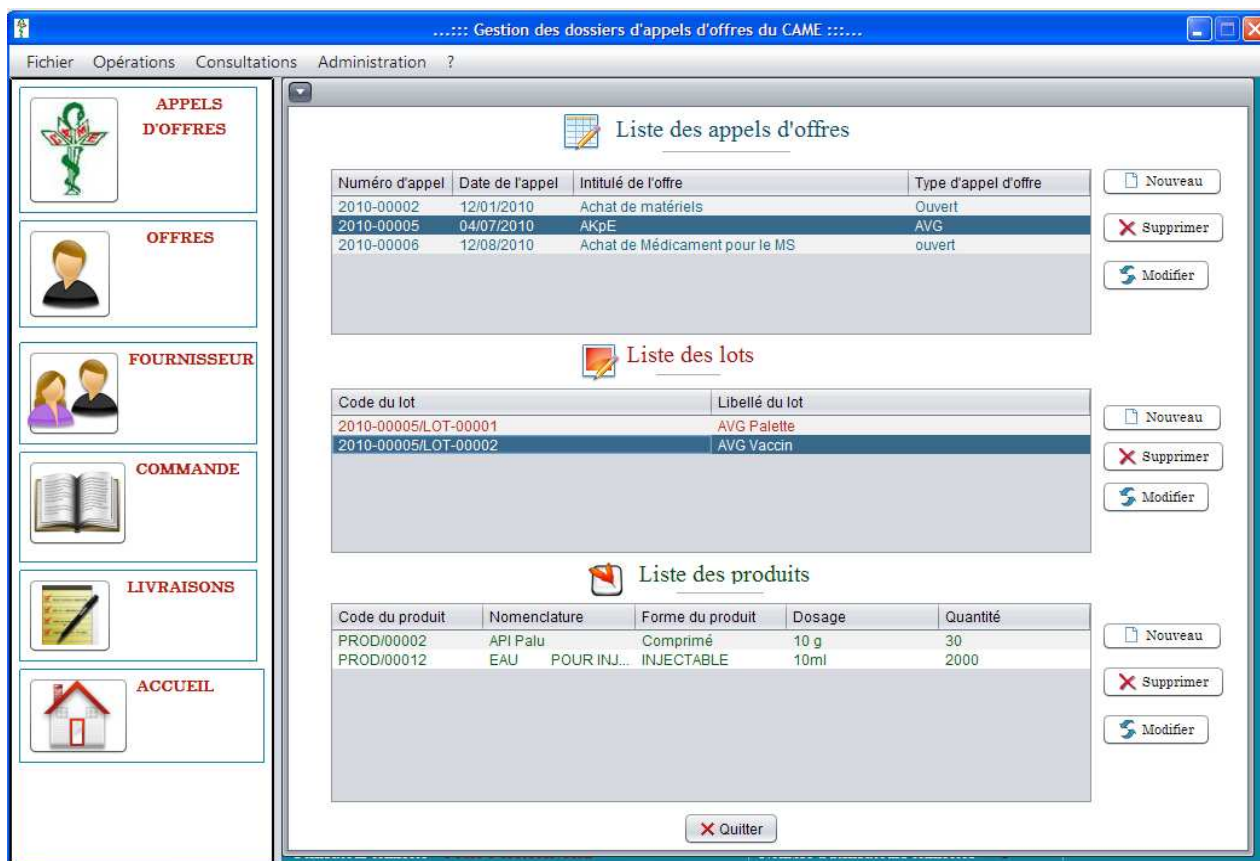 ...::: Gestion des dossiers d'appels d'offres du CAME :::...
Fichier Opérations Consultations Administration ?
APPELS
D'OFFRES
OFFRES
FOURNISSEUR
COMMANDE
LIVRAISONS
ACCUEIL
Liste des appels d'offres
Numéro d'appel Date de l'appel Intitulé de l'offre Type d'appel d'offre
2010-00002 12/01/2010 Achat de matériels Ouvert
2010-00005 04/07/2010 AKpE AVG
2010-00006 12/08/2010 Achat de Médicament pour le MS ouvert
Nouveau
Supprimer
Modifier
Liste des lots
Code du lot Libellé du lot
2010-00005/LOT-00001 AVG Palette
2010-00005/LOT-00002 AVG Vaccin
Nouveau
Supprimer
Modifier
Liste des produits
Code du produit Nomenclature Forme du produit Dosage Quantité
PROD/00002 API Palu Comprimé 10 g 30
PROD/00012 EAU POUR INJ... INJECTABLE 10ml 2000
Nouveau
Supprimer
Modifier
Quitter